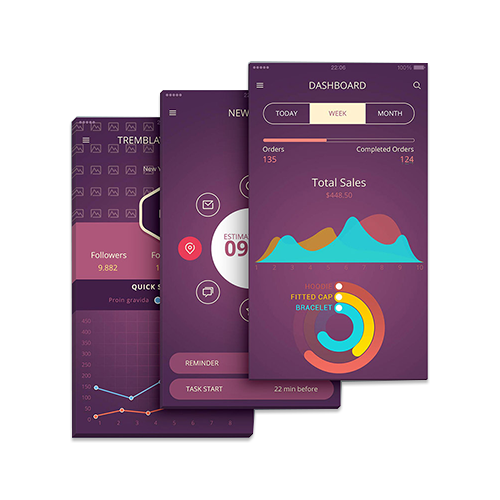 22:06
100%
DASHBOARD
TODAY WEEK MONTH
Orders Completed Orders
135 124
Total Sales
$448.50
1 2 3 4 5 6 7 8 9 10
HOODIE
FITTED CAP
BRACELET
NEW
ESTIMA
09
REMINDER
TASK START 22 min before
TREMBLA
New Y
Followers Fo
9.882
QUICK S
Proin gravida
450
400
350
300
250
200
150
100
50
1 2 3 4 5 6 7 8